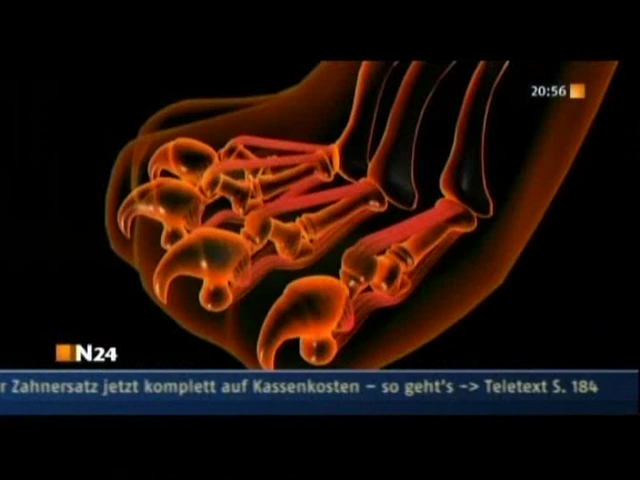 20:56
N24
r Zahnersatz jetzt komplett auf Kassenkosten – so geht's -> Teletext S. 184